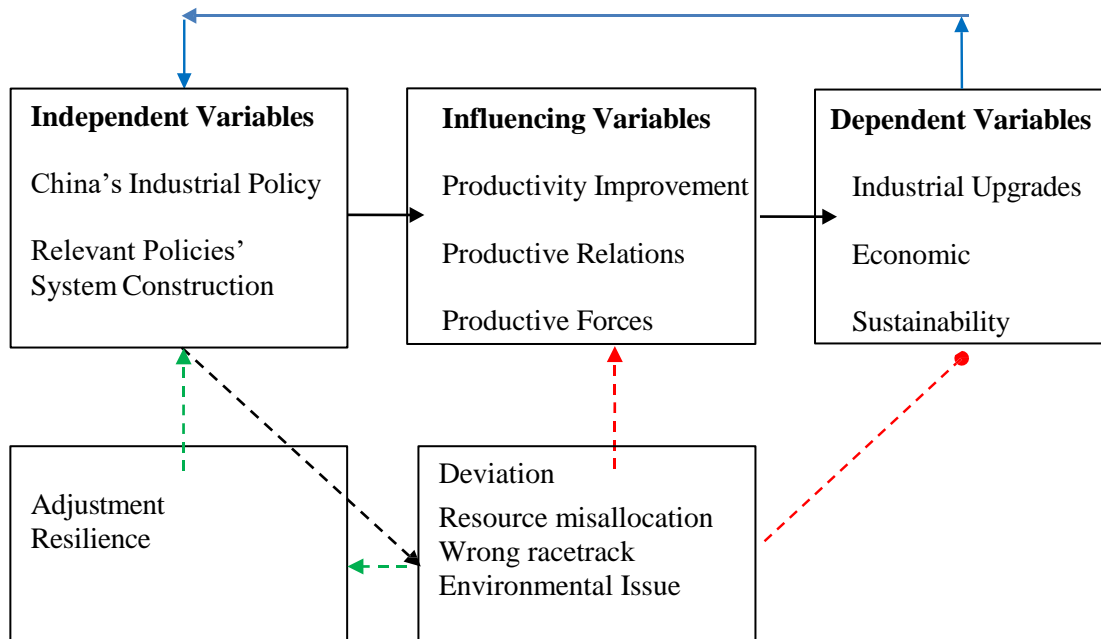 Independent Variables
China’s Industrial Policy
Relevant Policies’
System Construction
Influencing Variables
Productivity Improvement
Productive Relations
Productive Forces
Dependent Variables
Industrial Upgrades
Economic
Sustainability
Adjustment
Resilience
Deviation
Resource misallocation
Wrong racetrack
Environmental Issue